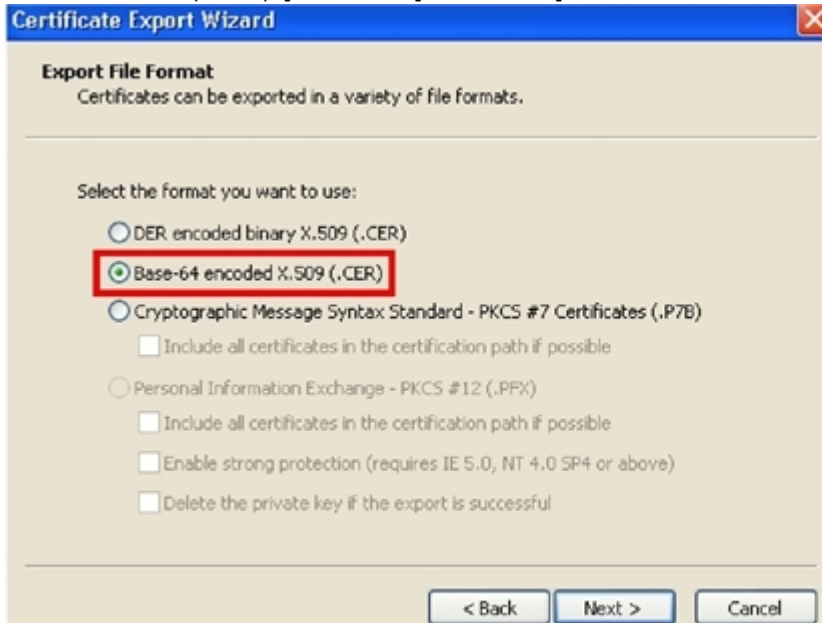 Certificate Export Wizard
Export File Format
Certificates can be exported in a variety of file formats.
Select the format you want to use:
DER encoded binary X.509 (.CER)
Base-64 encoded X.509 (.CER)
Cryptographic Message Syntax Standard - PKCS #7 Certificates (.P7B)
Include all certificates in the certification path if possible
Personal Information Exchange - PKCS #12 (.PFX)
Include all certificates in the certification path if possible
Enable strong protection (requires IE 5.0, NT 4.0 SP4 or above)
Delete the private key if the export is successful
< Back Next > Cancel